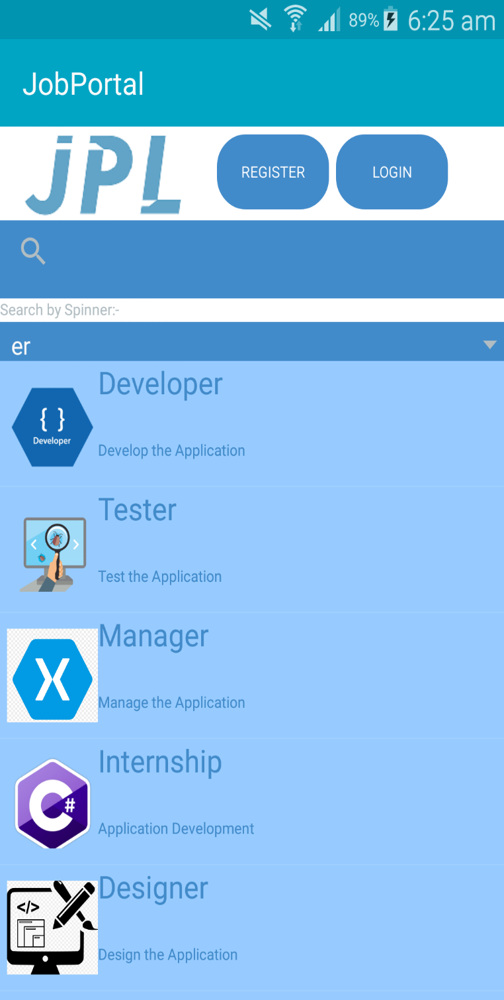 89% 6:25 am
JobPortal
JPL REGISTER LOGIN
Search by Spinner:-
er
Developer
{ }
Developer
Develop the Application
Tester
< >
Test the Application
Manager
X
Manage the Application
Internship
C#
Application Development
Designer
</>
Design the Application